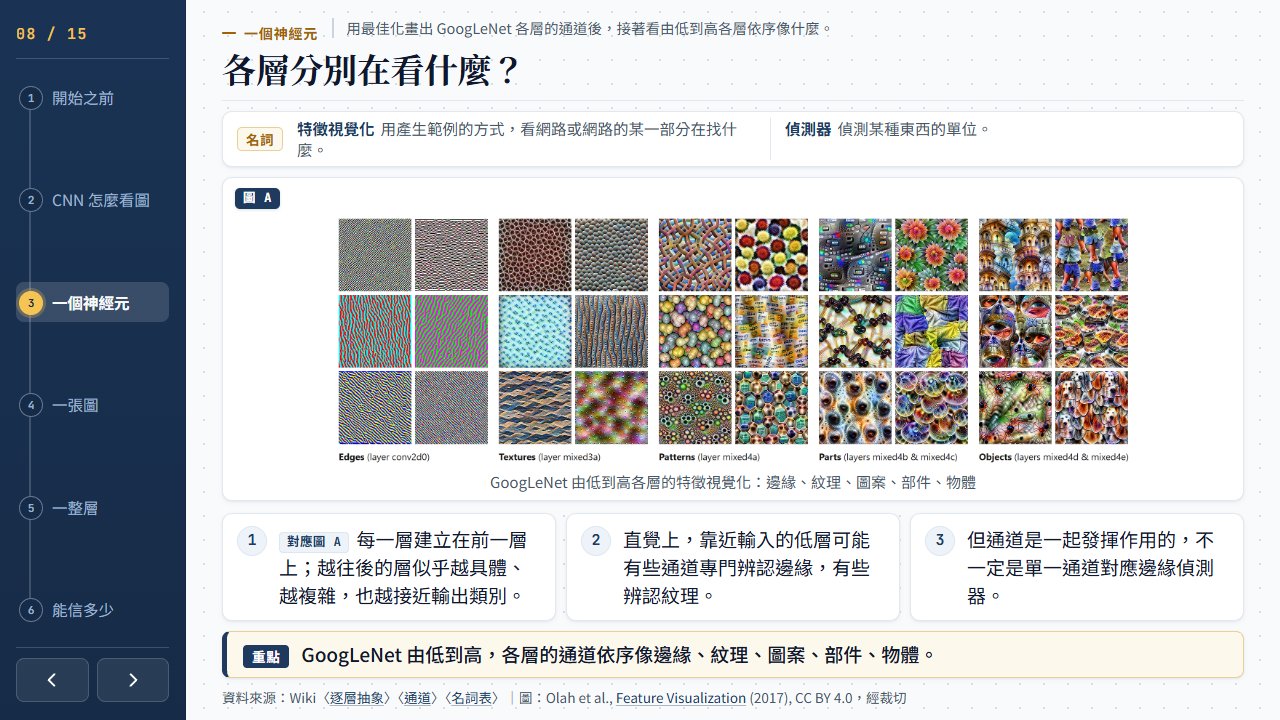 08 / 15
1 開始之前
2 CNN 怎麼看圖
3 一個神經元
4 一張圖
5 一整層
6 能信多少
一個神經元
用最佳化畫出 GoogLeNet 各層的通道後，接著看由低到高各層依序像什麼。
各層分別在看什麼？
名詞
特徵視覺化 用產生範例的方式，看網路或網路的某一部分在找什
麼。
偵測器 偵測某種東西的單位。
圖 A
Edges (layer conv2d0)
Textures (layer mixed3a)
Patterns (layer mixed4a)
Parts (layers mixed4b & mixed4c)
Objects (layers mixed4d & mixed4e)
GoogLeNet 由低到高各層的特徵視覺化：邊緣、紋理、圖案、部件、物體
1 對應圖 A 每一層建立在前一層
上；越往後的層似乎越具體、
越複雜，也越接近輸出類別。
2 直覺上，靠近輸入的低層可能
有些通道專門辨認邊緣，有些
辨認紋理。
3 但通道是一起發揮作用的，不
一定是單一通道對應邊緣偵測
器。
重點 GoogLeNet 由低到高，各層的通道依序像邊緣、紋理、圖案、部件、物體。
資料來源：Wiki〈逐層抽象〉〈通道〉〈名詞表〉｜圖：Olah et al., Feature Visualization (2017), CC BY 4.0，經裁切